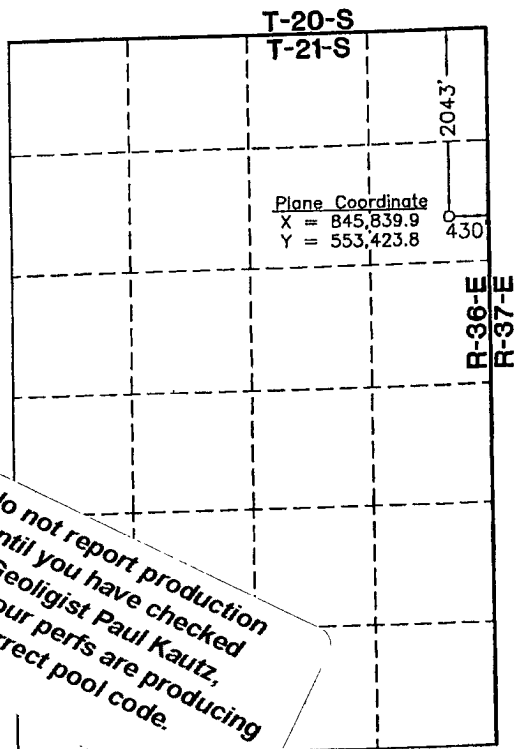 T-20-S
T-21-S
2043'
Plane Coordinate
X = 845,839.9
Y = 553,423.8
430'
R-36-E
R-37-E
do not report production
until you have checked
Geoligist Paul Kautz,
our perfs are producing
rrect pool code.